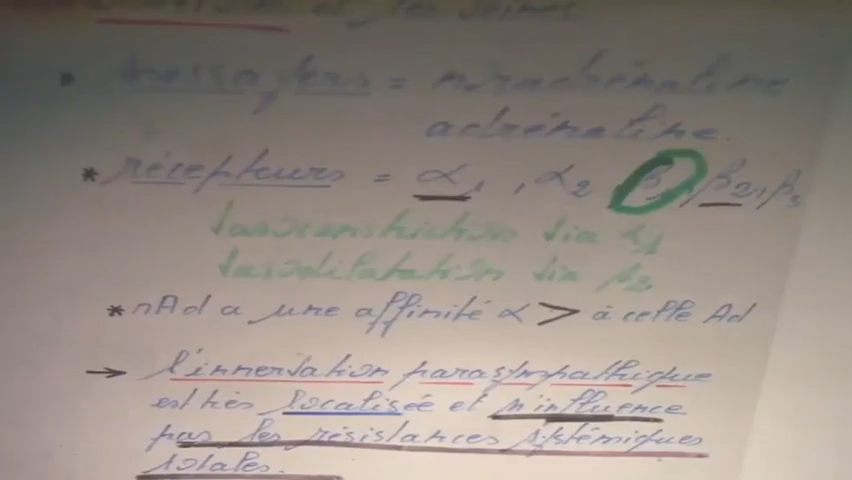 * messagers = noradrénaline
adrénaline.
* récepteurs = α1, α2 β1, β2, β3
Vasoconstriction via α1
Vasodilatation via β2
* nAd a une affinité α > à celle Ad
→ l'innervation parasympathique
est très localisée et n'influence
pas les résistances systémiques
totales.